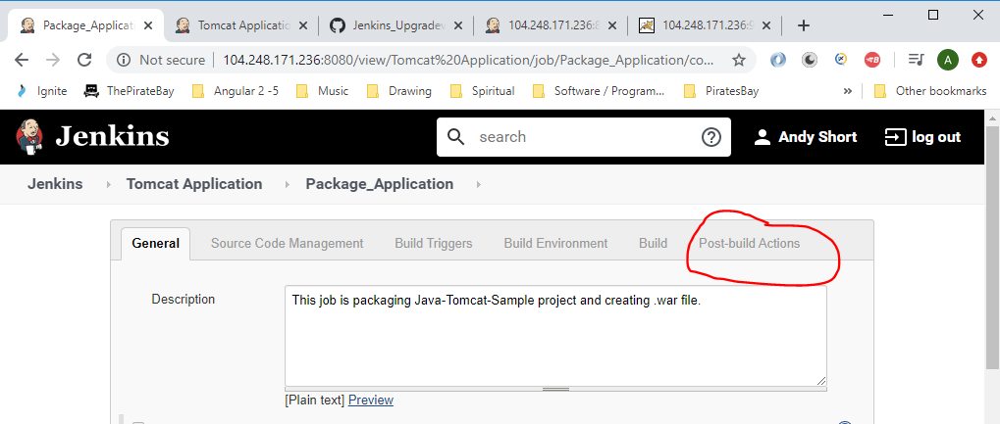 Package_Application
Tomcat Application
Jenkins_Upgradev
104.248.171.236:8
104.248.171.236:9
Not secure 104.248.171.236:8080/view/Tomcat%20Application/job/Package_Application/co...
A
Ignite ThePirateBay Angular 2 -5 Music Drawing Spiritual Software / Program... PiratesBay » Other bookmarks
Jenkins search Andy Short log out
Jenkins Tomcat Application Package_Application
General Source Code Management Build Triggers Build Environment Build Post-build Actions
Description This job is packaging Java-Tomcat-Sample project and creating .war file.
[Plain text] Preview